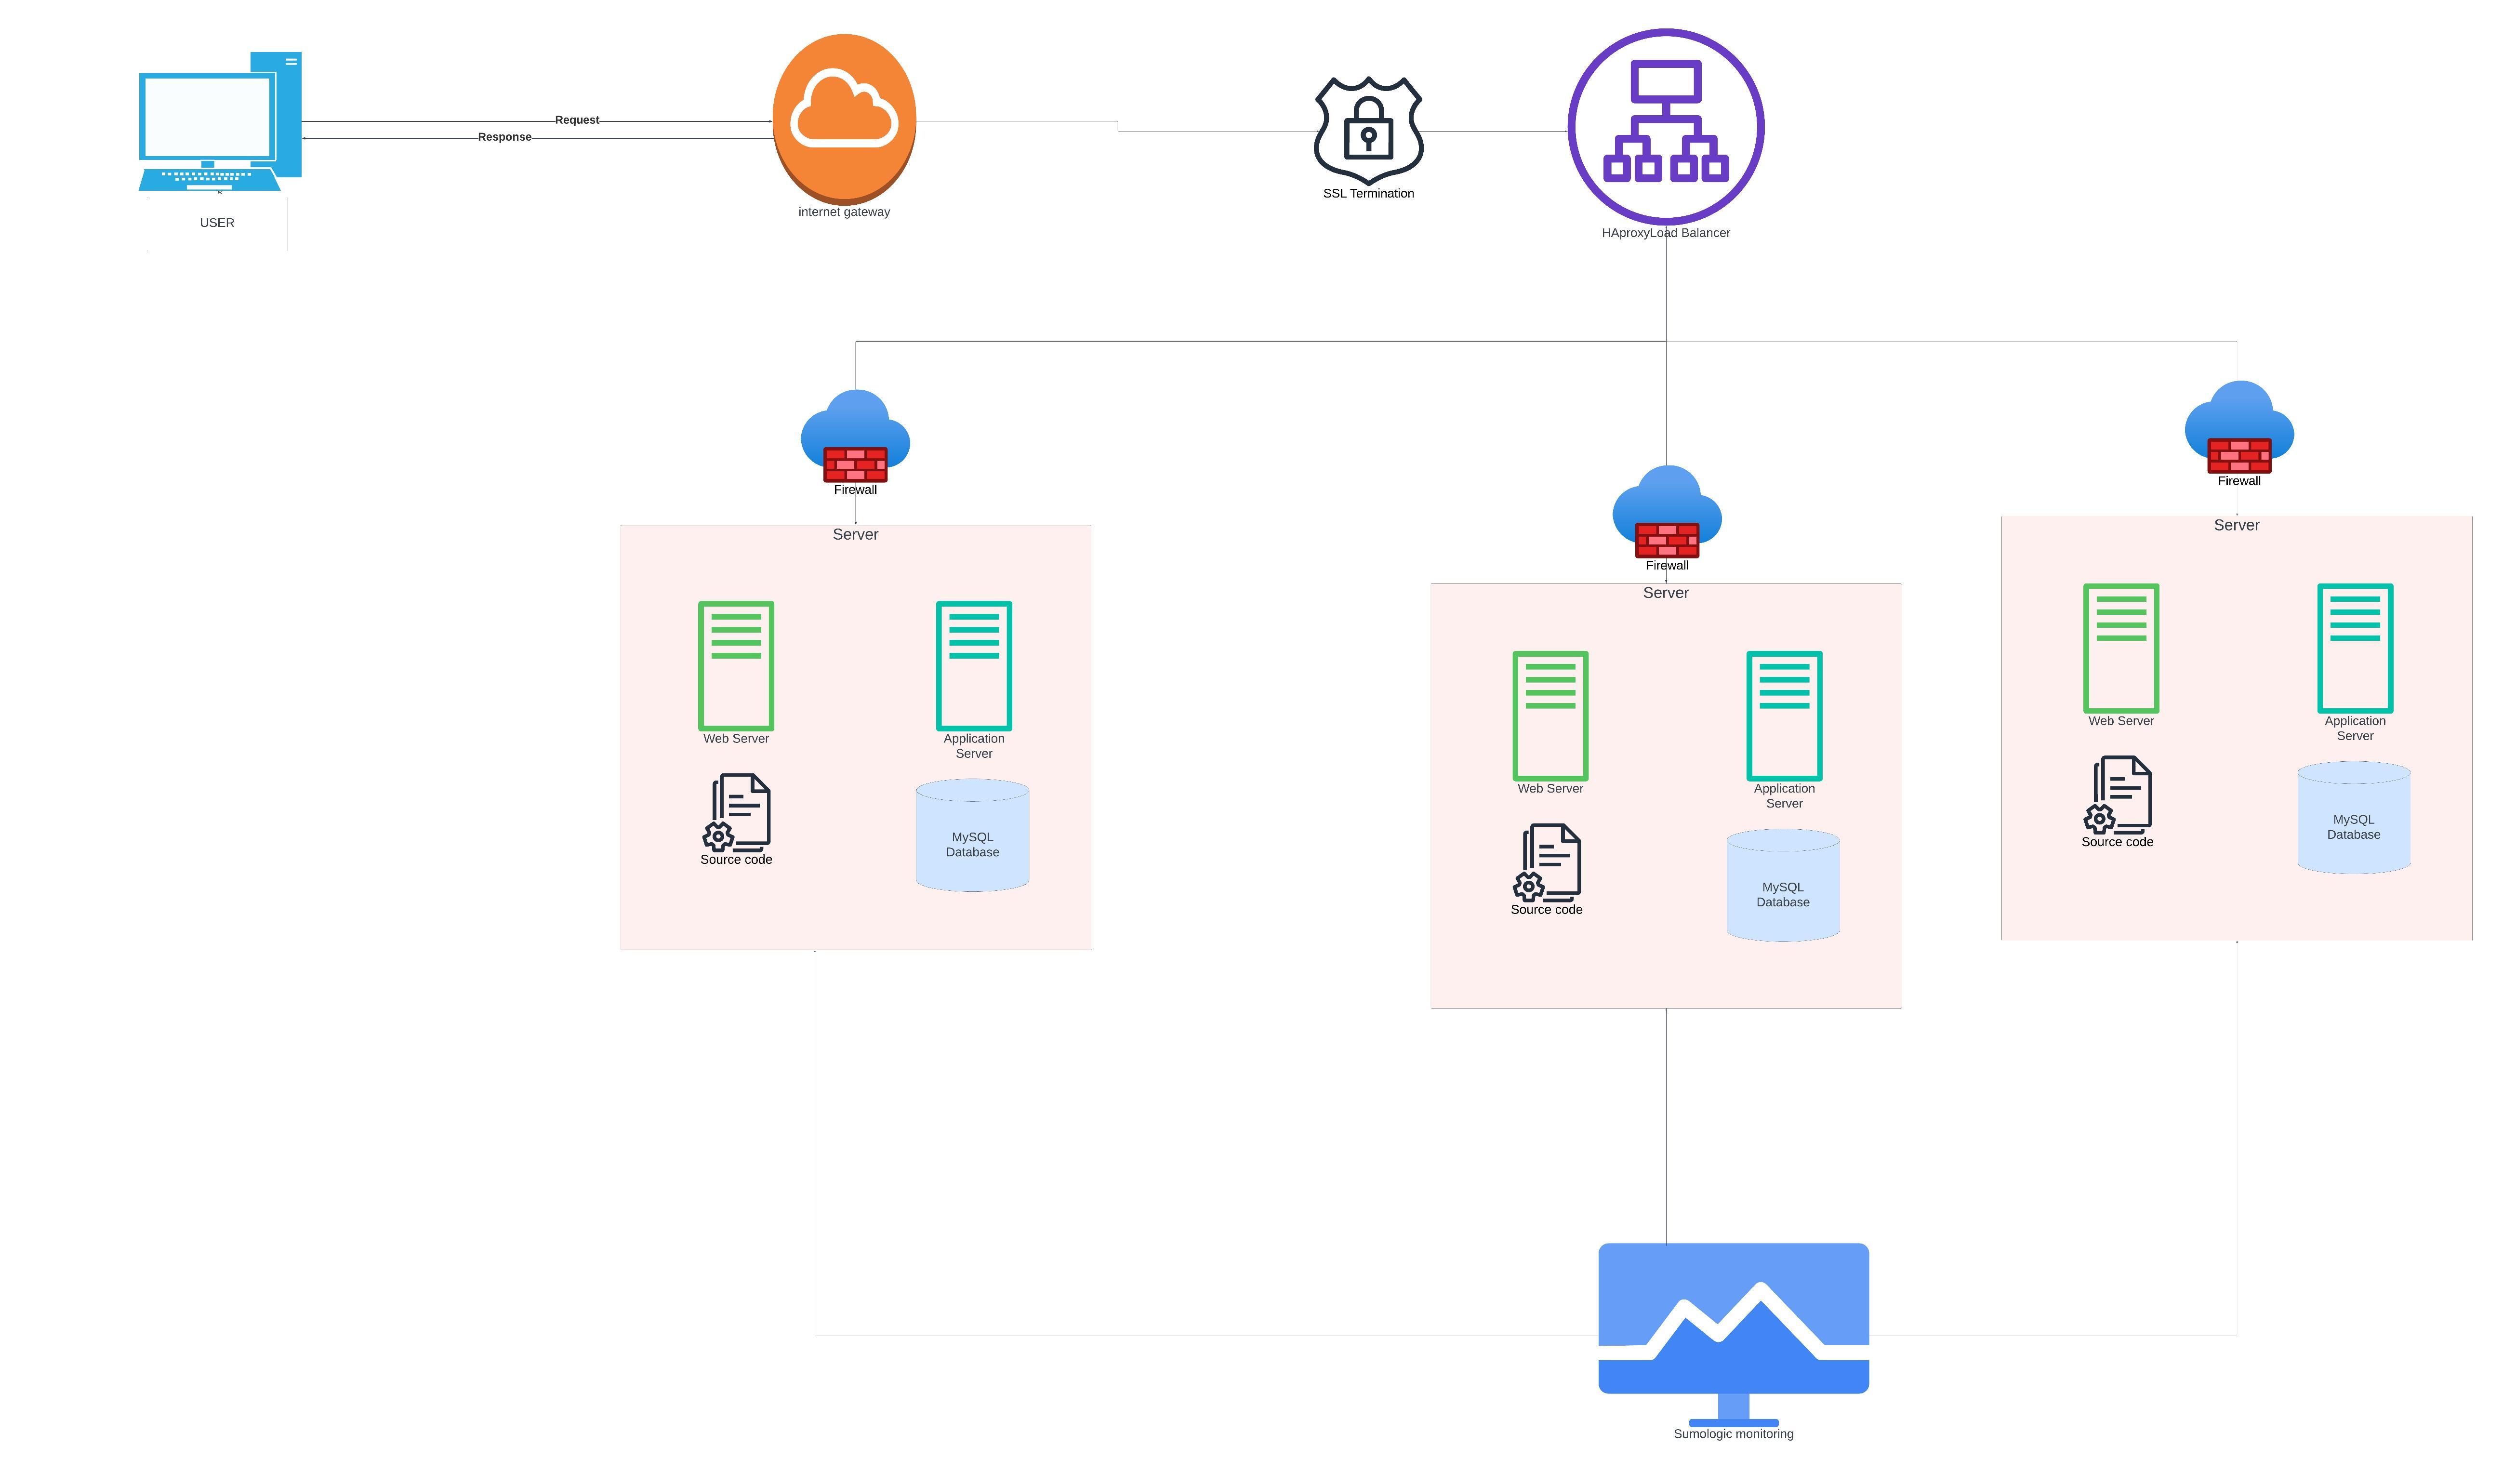 Request
Response
USER
internet gateway
SSL Termination
HAproxyLoad Balancer
Firewall
Server
Web Server
Application
Server
Source code
MySQL
Database
Firewall
Server
Web Server
Application
Server
Source code
MySQL
Database
Firewall
Server
Web Server
Application
Server
Source code
MySQL
Database
Sumologic monitoring